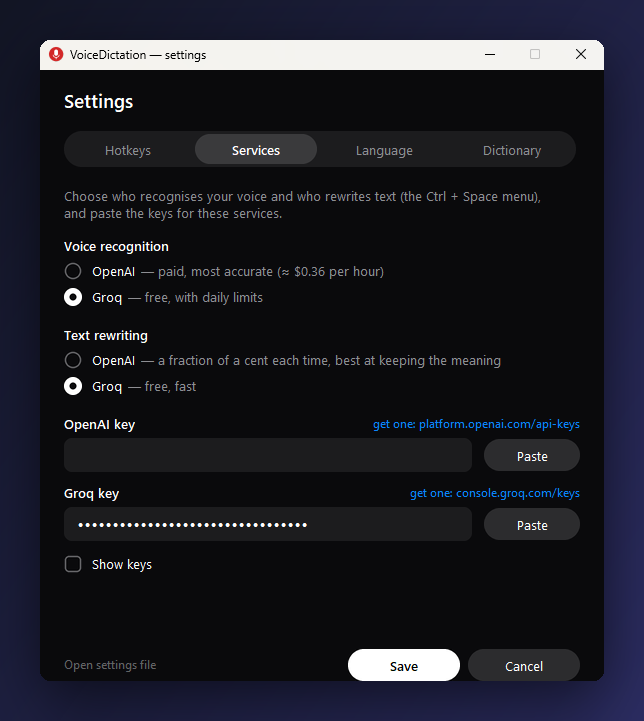 VoiceDictation — settings
Settings
Hotkeys Services Language Dictionary
Choose who recognises your voice and who rewrites text (the Ctrl + Space menu),
and paste the keys for these services.
Voice recognition
OpenAI — paid, most accurate (≈ $0.36 per hour)
Groq — free, with daily limits
Text rewriting
OpenAI — a fraction of a cent each time, best at keeping the meaning
Groq — free, fast
OpenAI key get one: platform.openai.com/api-keys
Paste
Groq key get one: console.groq.com/keys
•••••••••••••••••••••••••••••••••• Paste
Show keys
Open settings file Save Cancel